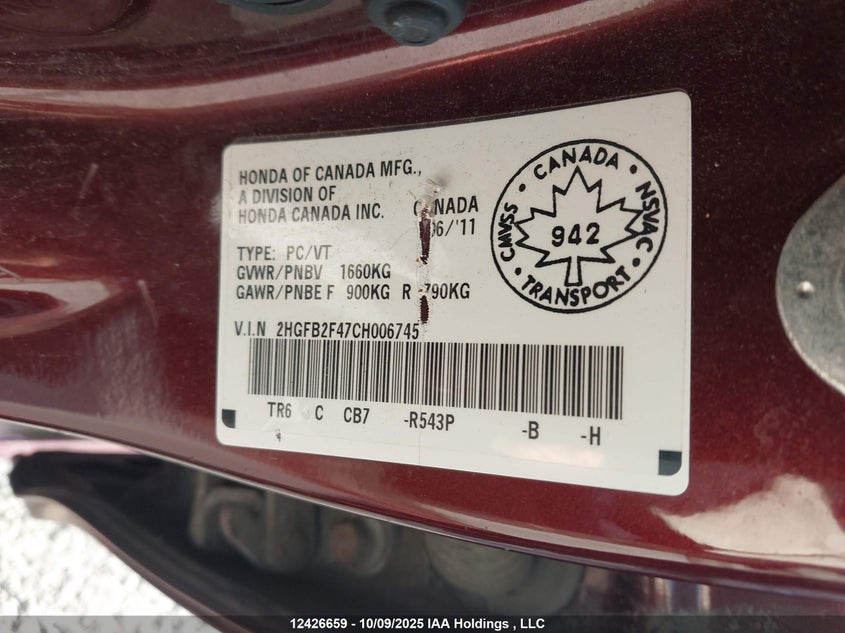 HONDA OF CANADA MFG.,
A DIVISION OF
HONDA CANADA INC. CANADA
06/'11
TYPE: PC/VT
GVWR/PNBV 1660KG
GAWR/PNBE F 900KG R 790KG
V.I.N 2HGFB2F47CH006745
TR6 C CB7 -R543P -B -H
CMVSS · CANADA · NSVAC · TRANSPORT ·
942
12426659 - 10/09/2025 IAA Holdings , LLC